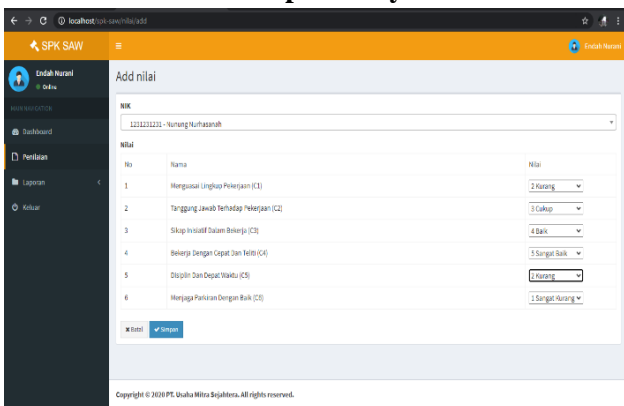 localhost/spk-saw/nilai/add
SPK SAW
Endah Nurani
Endah Nurani
Online
MAIN NAVIGATION
Dashboard
Penilaian
Laporan
Keluar
Add nilai
NIK
1231231231 - Nunung Nurhasanah
Nilai
No Nama Nilai
1 Menguasai Lingkup Pekerjaan (C1) 2 Kurang
2 Tanggung Jawab Terhadap Pekerjaan (C2) 3 Cukup
3 Sikap Inisiatif Dalam Bekerja (C3) 4 Baik
4 Bekerja Dengan Cepat Dan Teliti (C4) 5 Sangat Baik
5 Disiplin Dan Depat Waktu (C5) 2 Kurang
6 Menjaga Parkiran Dengan Baik (C6) 1 Sangat Kurang
Batal Simpan
Copyright © 2020 PT. Usaha Mitra Sejahtera. All rights reserved.